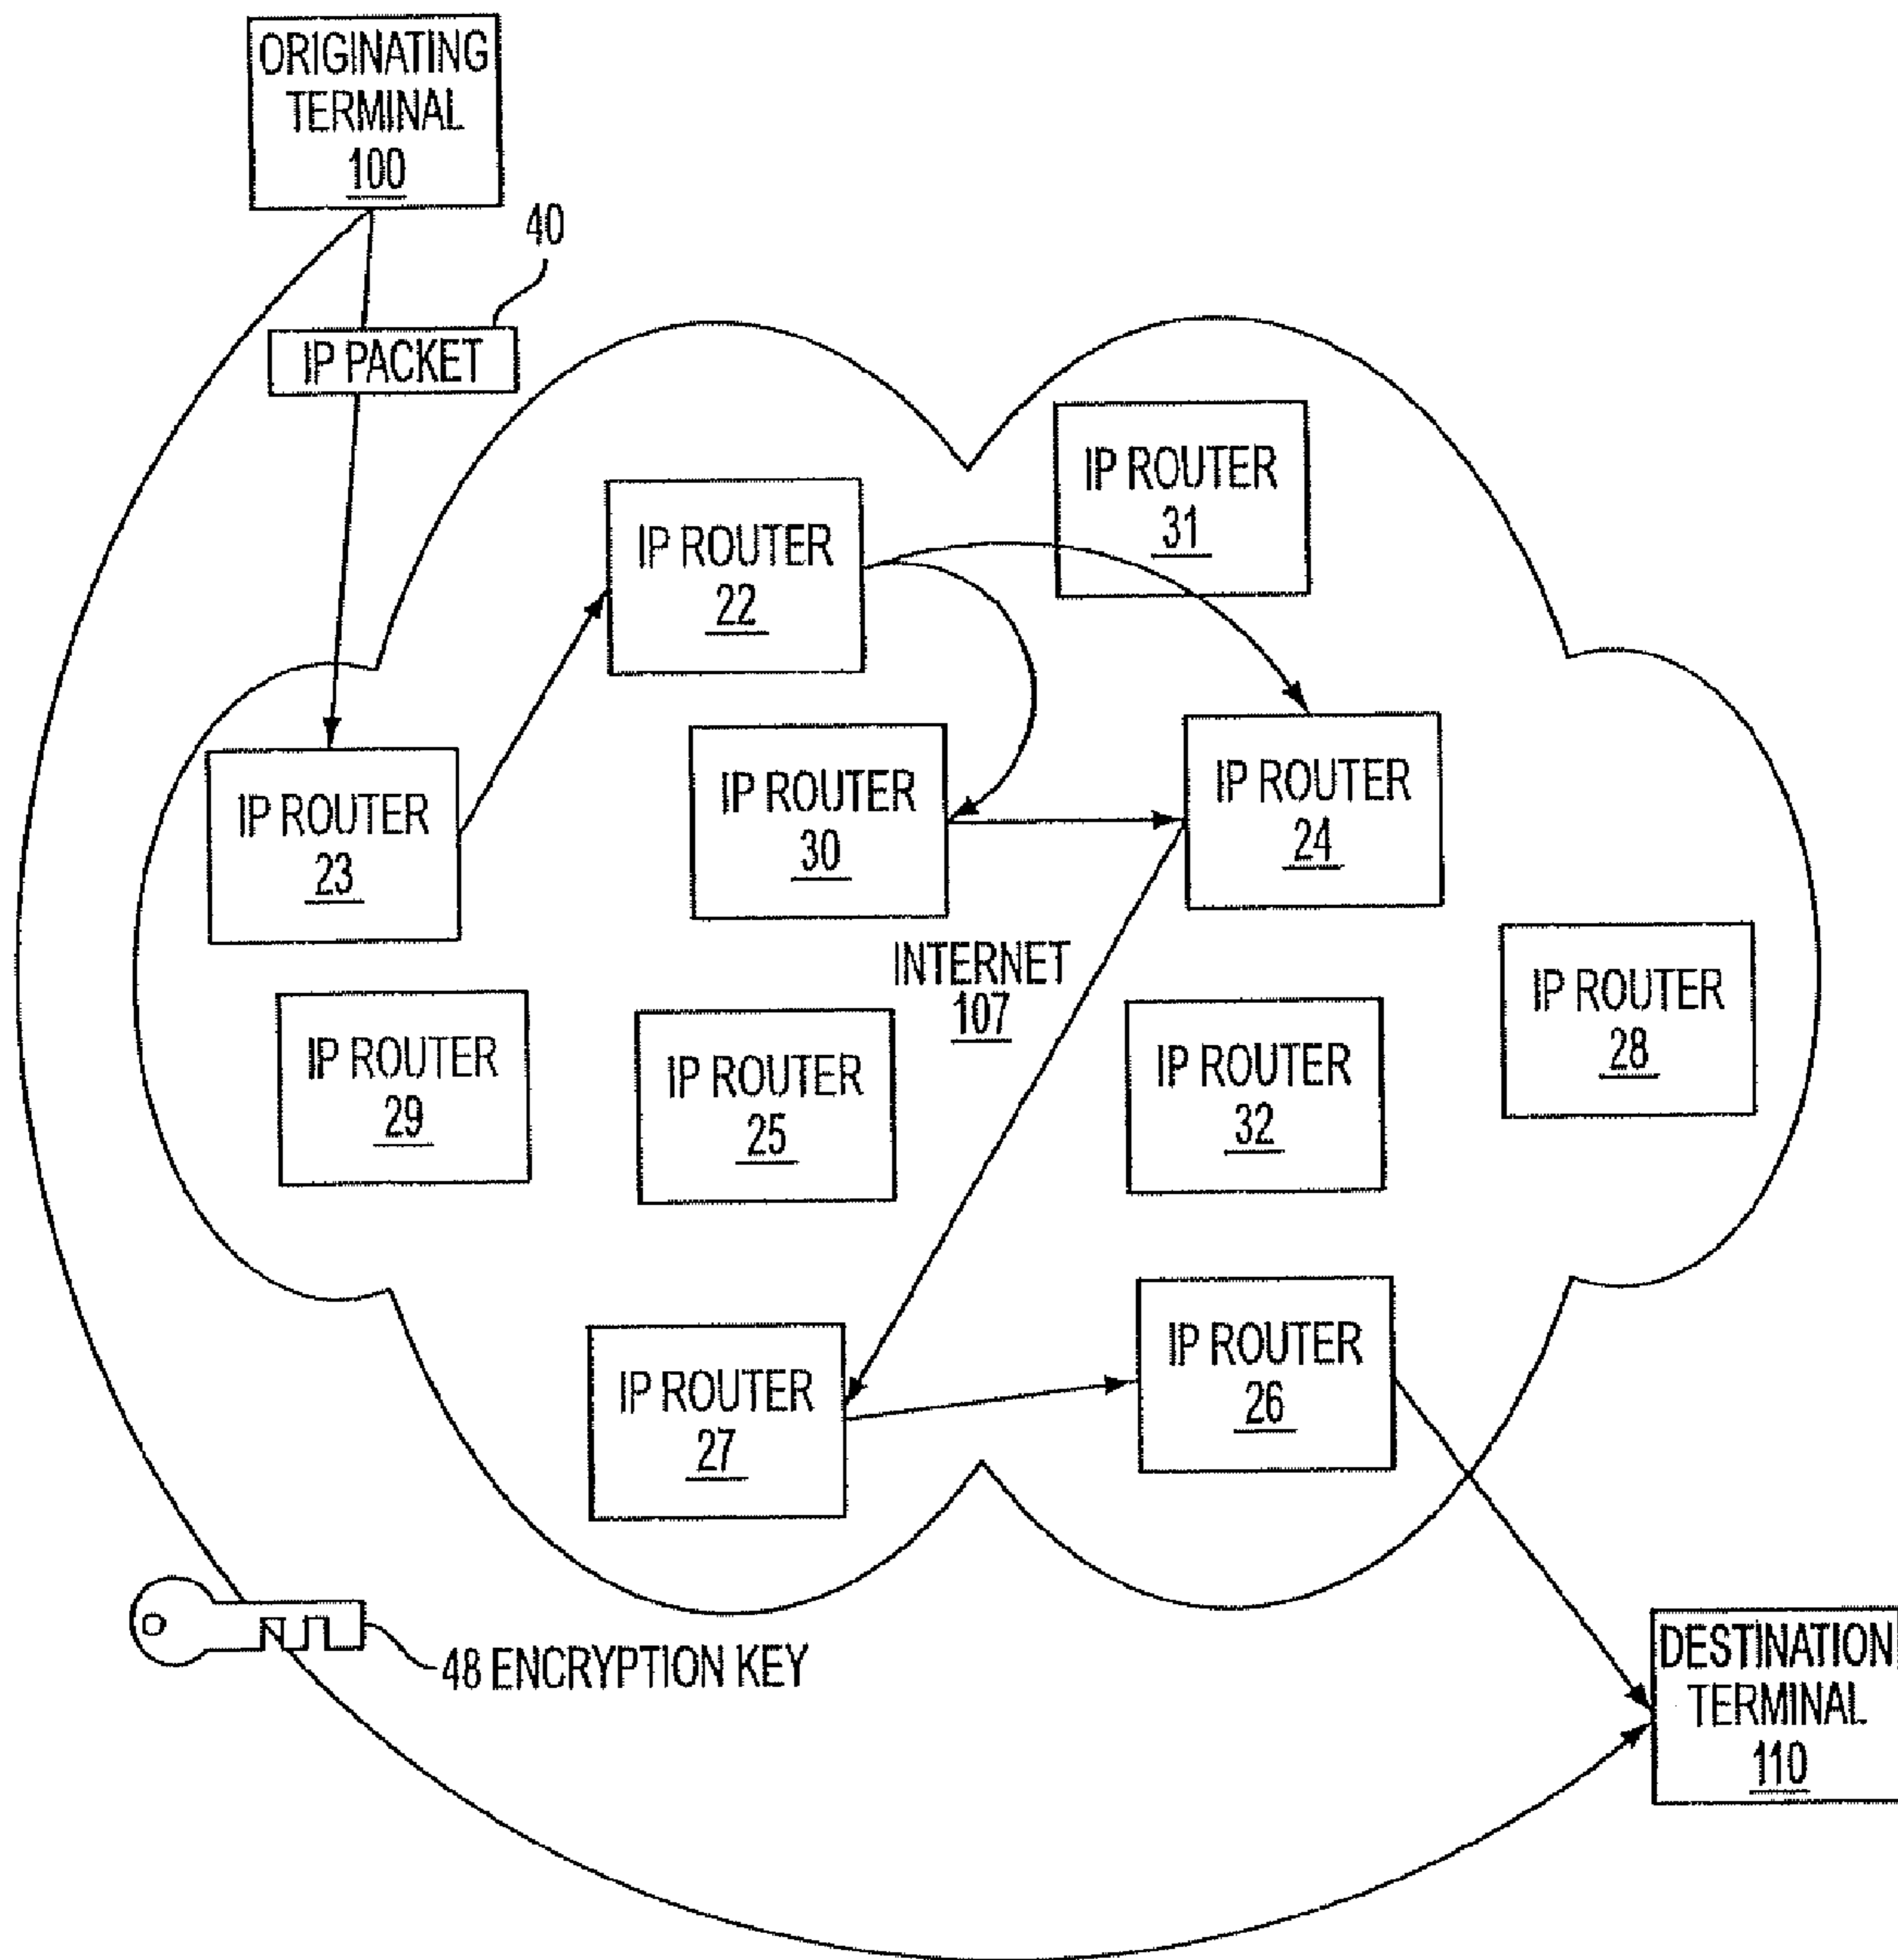 ORIGINATING
TERMINAL
100
40
IP PACKET
IP ROUTER
31
IP ROUTER
22
IP ROUTER
23
IP ROUTER
30
IP ROUTER
24
INTERNET
107
IP ROUTER
28
IP ROUTER
29
IP ROUTER
25
IP ROUTER
32
IP ROUTER
27
IP ROUTER
26
48 ENCRYPTION KEY
DESTINATION
TERMINAL
110